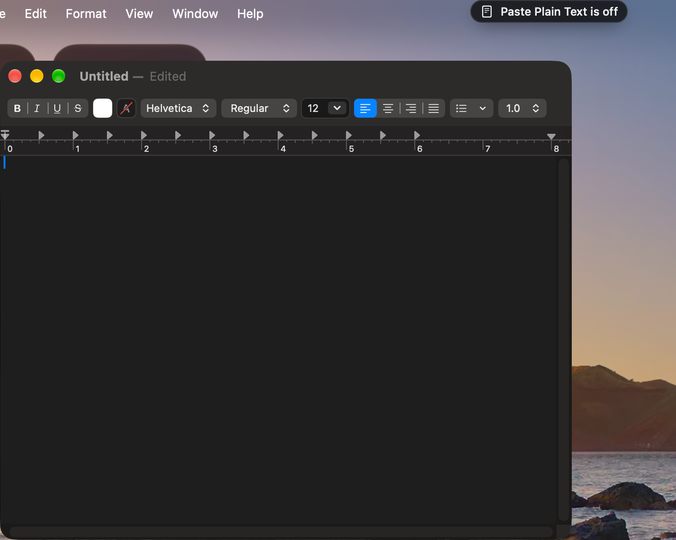 Edit Format View Window Help
Paste Plain Text is off
Untitled — Edited
B I U S A Helvetica Regular 12 1.0
0 1 2 3 4 5 6 7 8